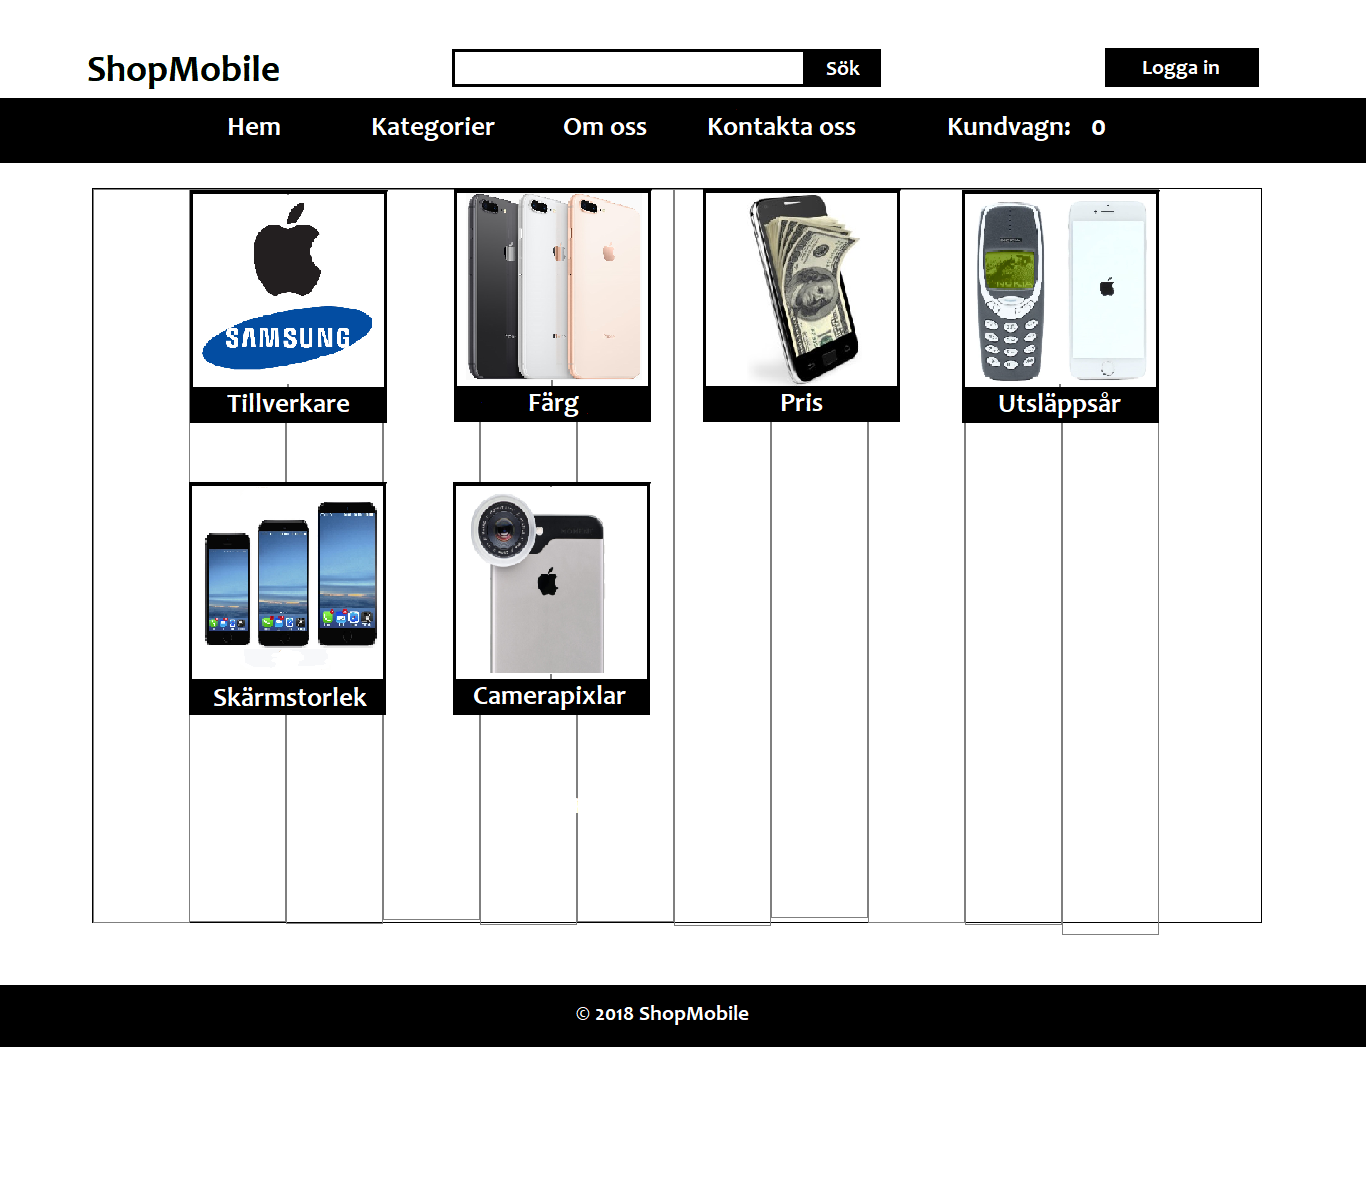 ShopMobile
Sök
Logga in
Hem Kategorier Om oss Kontakta oss Kundvagn: 0
SAMSUNG
Tillverkare Färg Pris Utsläppsår
Skärmstorlek Camerapixlar
© 2018 ShopMobile